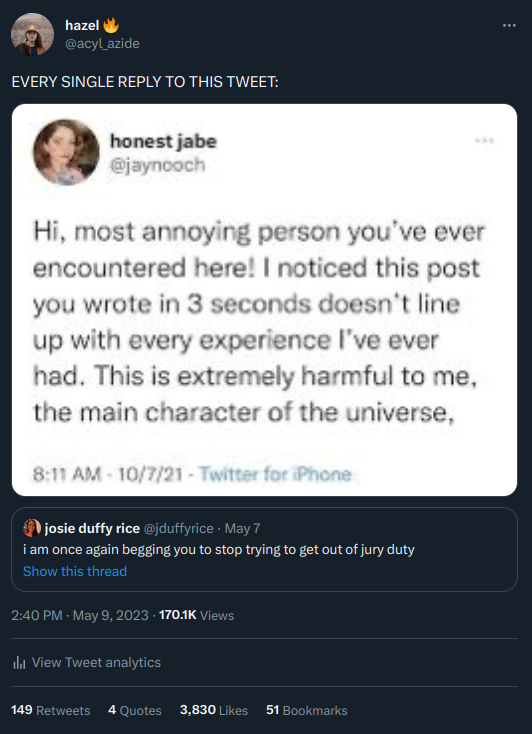 hazel🔥
@acyl_azide
EVERY SINGLE REPLY TO THIS TWEET:
honest jabe
@jaynooch
Hi, most annoying person you've ever
encountered here! I noticed this post
you wrote in 3 seconds doesn't line
up with every experience I've ever
had. This is extremely harmful to me,
the main character of the universe,
8:11 AM · 10/7/21 · Twitter for iPhone
josie duffy rice @jduffyrice · May 7
i am once again begging you to stop trying to get out of jury duty
Show this thread
2:40 PM · May 9, 2023 · 170.1K Views
View Tweet analytics
149 Retweets 4 Quotes 3,830 Likes 51 Bookmarks